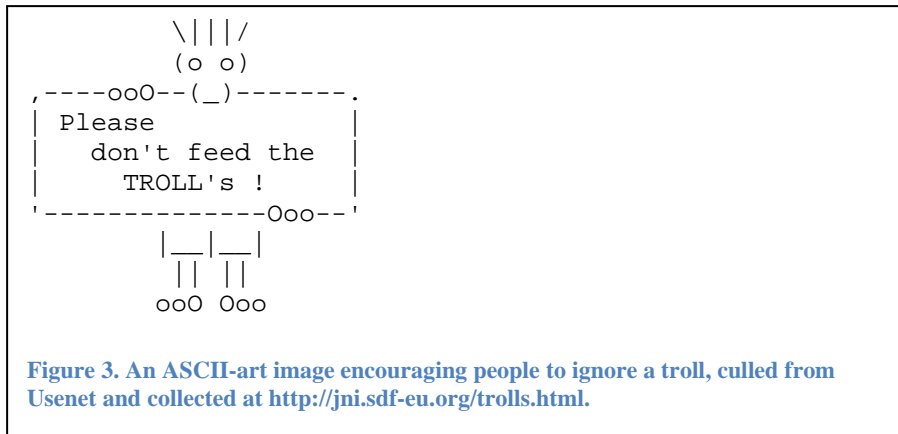 \|||/
(o o)
,----ooO--(_)-------.
| Please |
| don't feed the |
| TROLL's ! |
'--------------Ooo--'
|__|__|
|| ||
ooO Ooo
Figure 3. An ASCII-art image encouraging people to ignore a troll, culled from
Usenet and collected at http://jni.sdf-eu.org/trolls.html.